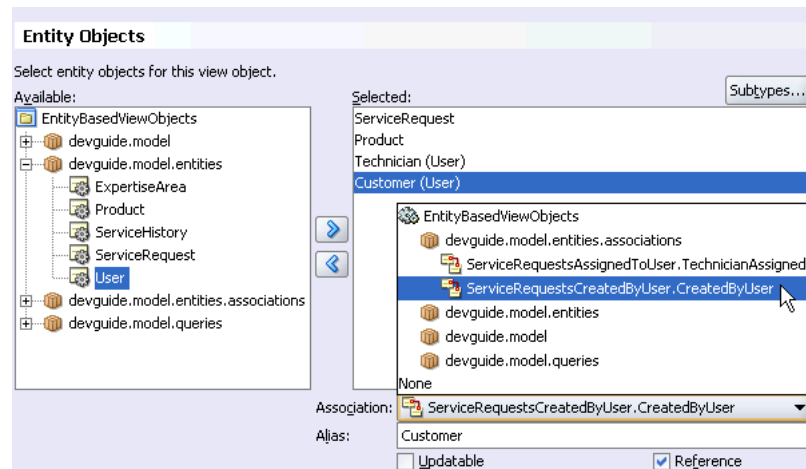 Entity Objects
Select entity objects for this view object.
Available:
EntityBasedViewObjects
devguide.model
devguide.model.entities
ExpertiseArea
Product
ServiceHistory
ServiceRequest
User
devguide.model.entities.associations
devguide.model.queries
Selected:
Subtypes...
ServiceRequest
Product
Technician (User)
Customer (User)
EntityBasedViewObjects
devguide.model.entities.associations
ServiceRequestsAssignedToUser.TechnicianAssigned
ServiceRequestsCreatedByUser.CreatedByUser
devguide.model.entities
devguide.model
devguide.model.queries
None
Association: ServiceRequestsCreatedByUser.CreatedByUser
Alias: Customer
Updatable Reference